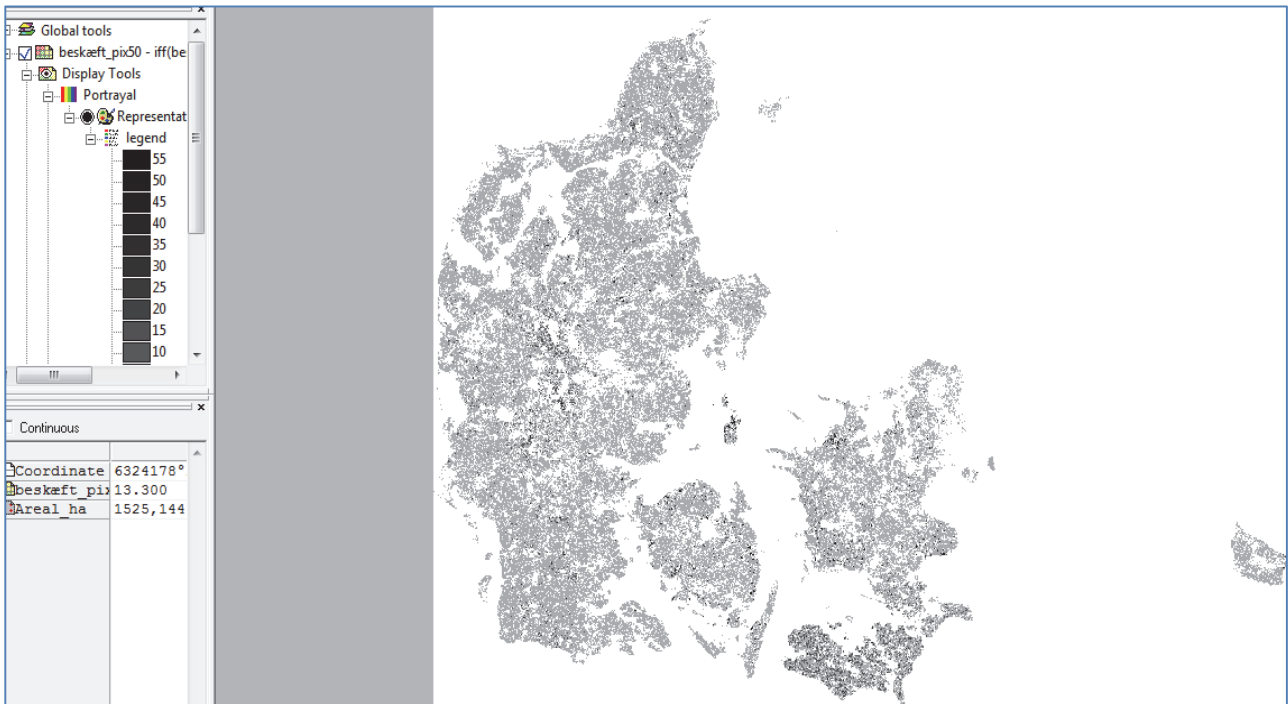 Global tools
beskæft_pix50 - iff(be
Display Tools
Portrayal
Representat
legend
55
50
45
40
35
30
25
20
15
10
Continuous
Coordinate 6324178°
beskæft_pi 13.300
Areal_ha 1525,144